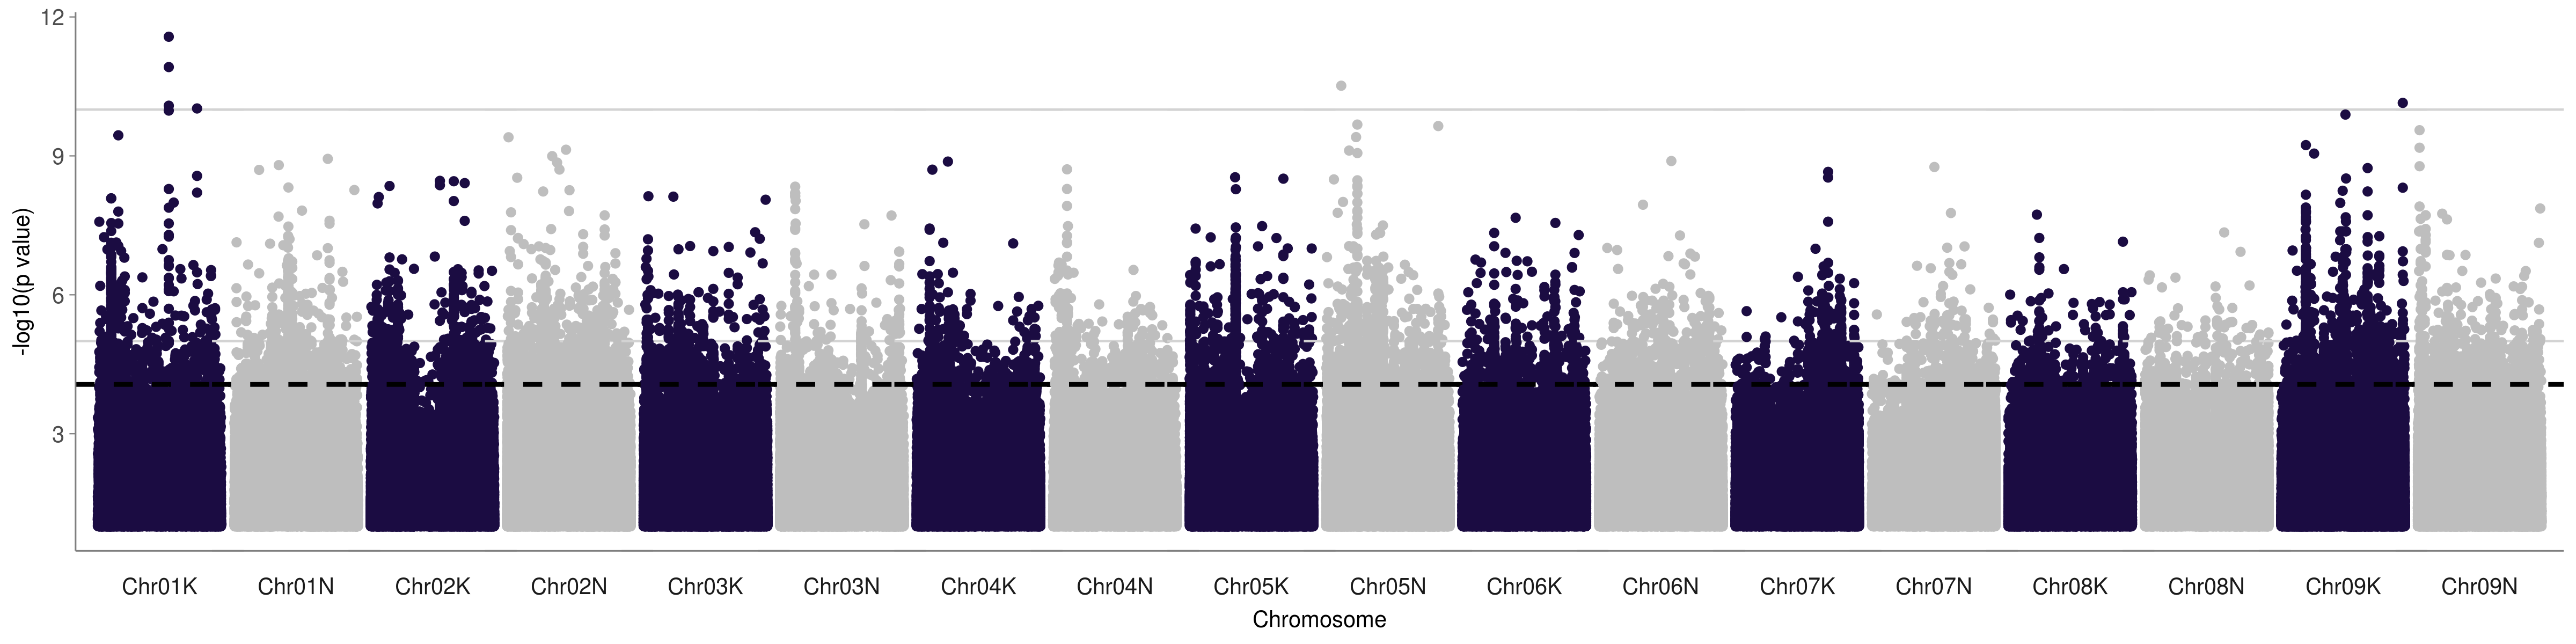 -log10(p value)
12
9
6
3
Chr01K Chr01N Chr02K Chr02N Chr03K Chr03N Chr04K Chr04N Chr05K Chr05N Chr06K Chr06N Chr07K Chr07N Chr08K Chr08N Chr09K Chr09N
Chromosome